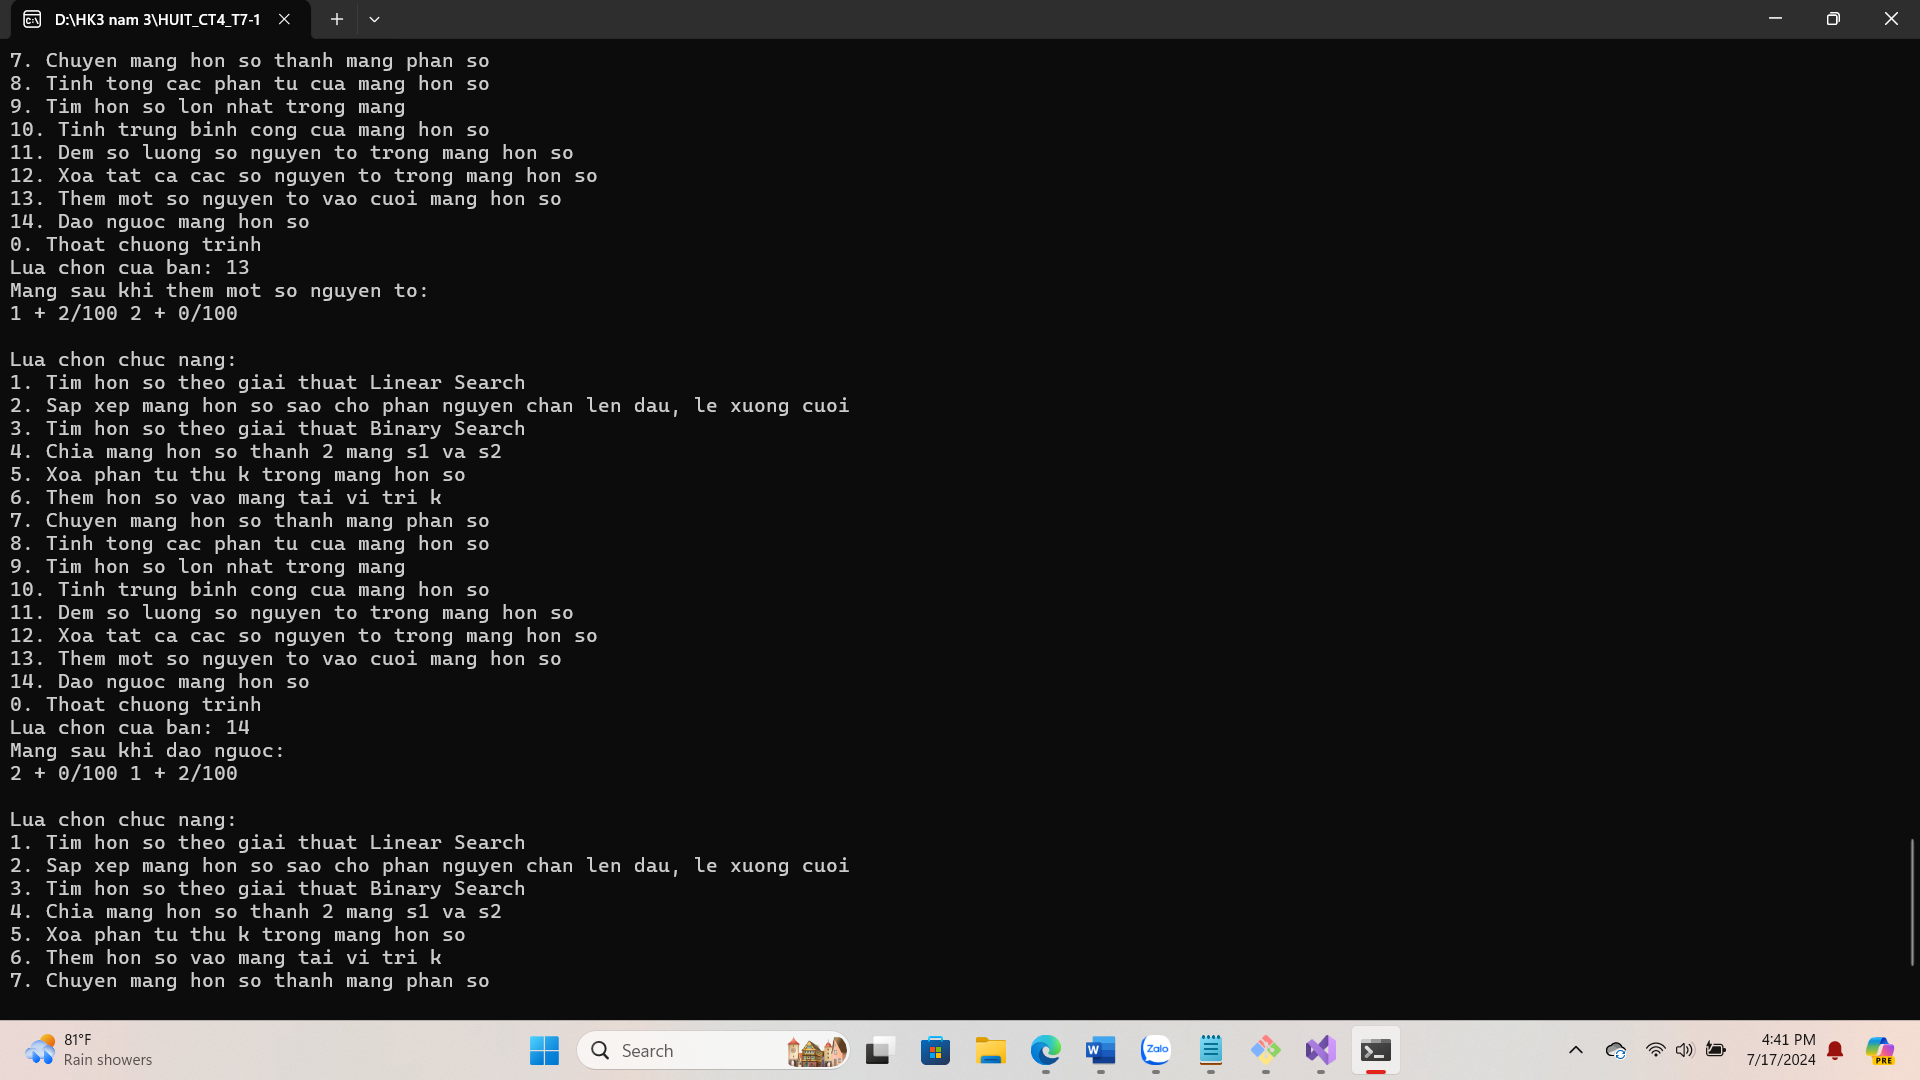 D:\HK3 nam 3\HUIT_CT4_T7-1
7. Chuyen mang hon so thanh mang phan so
8. Tinh tong cac phan tu cua mang hon so
9. Tim hon so lon nhat trong mang
10. Tinh trung binh cong cua mang hon so
11. Dem so luong so nguyen to trong mang hon so
12. Xoa tat ca cac so nguyen to trong mang hon so
13. Them mot so nguyen to vao cuoi mang hon so
14. Dao nguoc mang hon so
0. Thoat chuong trinh
Lua chon cua ban: 13
Mang sau khi them mot so nguyen to:
1 + 2/100 2 + 0/100
Lua chon chuc nang:
1. Tim hon so theo giai thuat Linear Search
2. Sap xep mang hon so sao cho phan nguyen chan len dau, le xuong cuoi
3. Tim hon so theo giai thuat Binary Search
4. Chia mang hon so thanh 2 mang s1 va s2
5. Xoa phan tu thu k trong mang hon so
6. Them hon so vao mang tai vi tri k
7. Chuyen mang hon so thanh mang phan so
8. Tinh tong cac phan tu cua mang hon so
9. Tim hon so lon nhat trong mang
10. Tinh trung binh cong cua mang hon so
11. Dem so luong so nguyen to trong mang hon so
12. Xoa tat ca cac so nguyen to trong mang hon so
13. Them mot so nguyen to vao cuoi mang hon so
14. Dao nguoc mang hon so
0. Thoat chuong trinh
Lua chon cua ban: 14
Mang sau khi dao nguoc:
2 + 0/100 1 + 2/100
Lua chon chuc nang:
1. Tim hon so theo giai thuat Linear Search
2. Sap xep mang hon so sao cho phan nguyen chan len dau, le xuong cuoi
3. Tim hon so theo giai thuat Binary Search
4. Chia mang hon so thanh 2 mang s1 va s2
5. Xoa phan tu thu k trong mang hon so
6. Them hon so vao mang tai vi tri k
7. Chuyen mang hon so thanh mang phan so
81°F
Rain showers
Search
Zalo
4:41 PM
7/17/2024
PRE